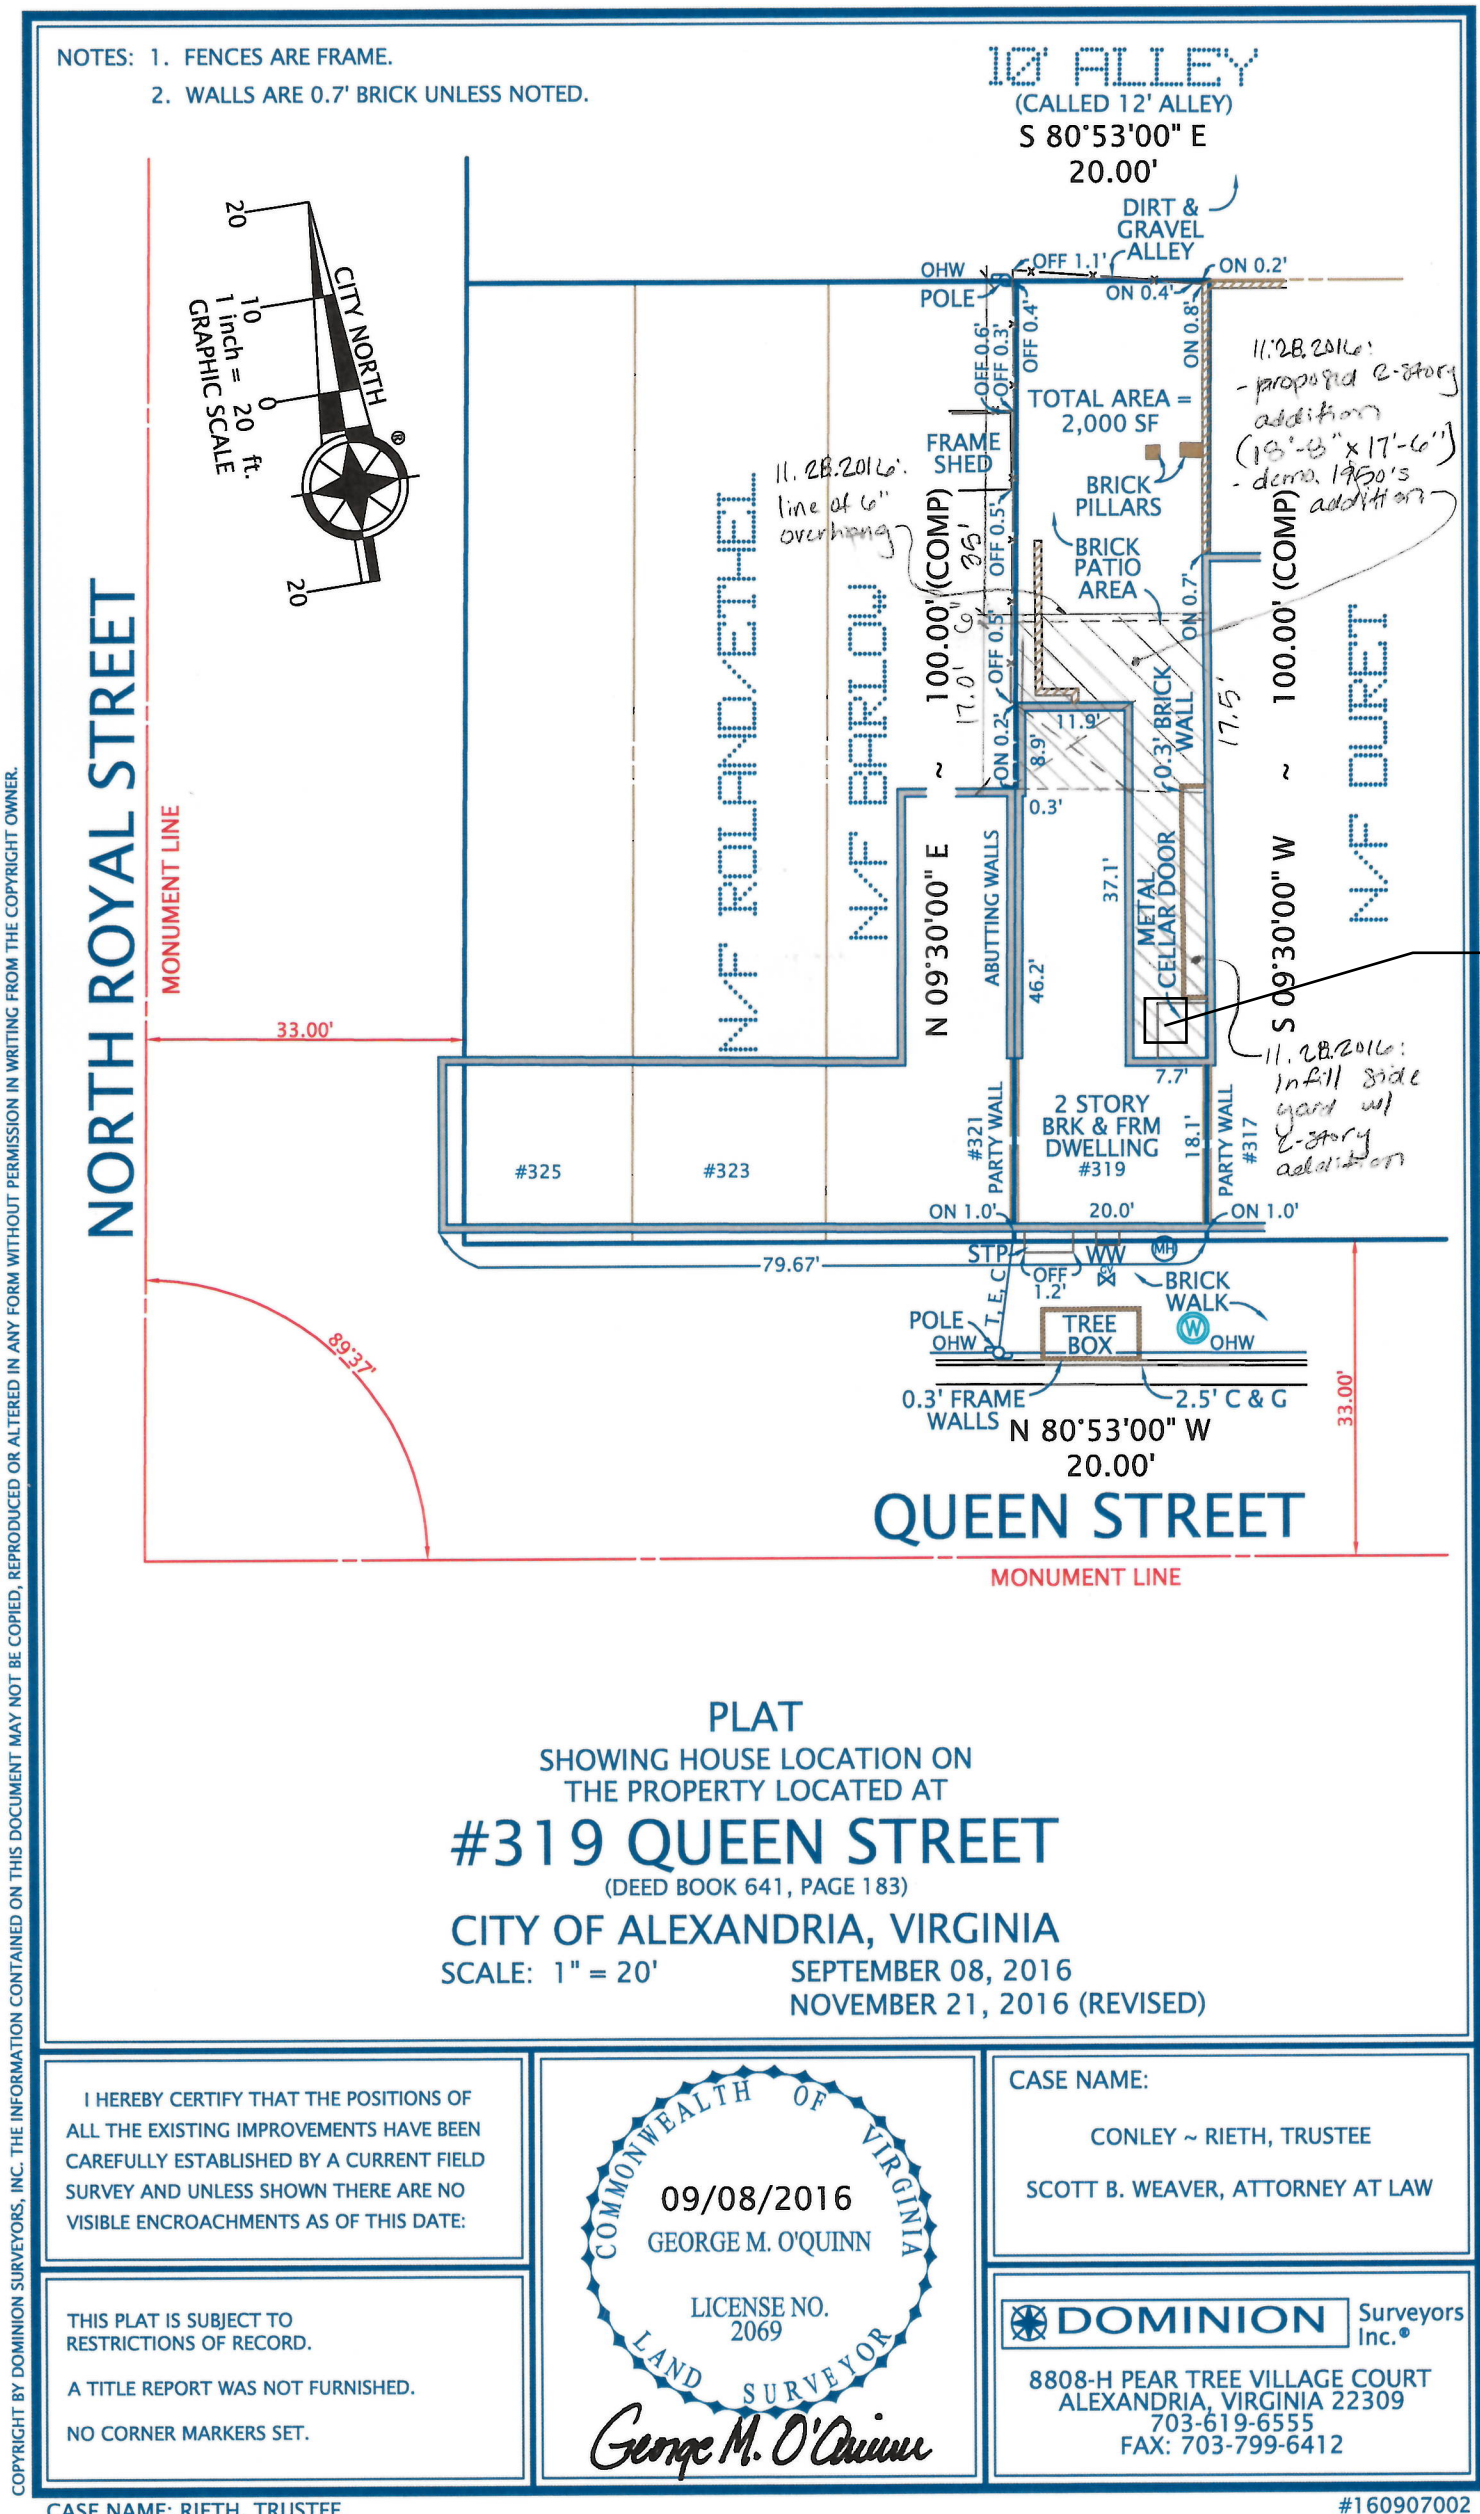 NOTES: 1. FENCES ARE FRAME.
2. WALLS ARE 0.7' BRICK UNLESS NOTED.
10' ALLEY
(CALLED 12' ALLEY)
S 80°53'00" E
20.00'
DIRT &
GRAVEL
ALLEY
OHW
POLE
OFF 1.1'
ON 0.2'
ON 0.4'
ON 0.8'
OFF 0.4'
OFF 0.6'
OFF 0.3'
20
10
0
20
CITY NORTH
®
1 inch = 20 ft.
GRAPHIC SCALE
TOTAL AREA =
2,000 SF
11.28.2016:
- proposed 2-story
addition
(18'-8" x 17'-6")
- demo. 1950's
addition
FRAME
SHED
11.28.2016:
line of 6"
overhang
BRICK
PILLARS
BRICK
PATIO
AREA
OFF 0.5'
35'
6"
17.0'
OFF 0.5'
ON 0.7'
17.5'
N 09°30'00" E ~ 100.00' (COMP)
S 09°30'00" W ~ 100.00' (COMP)
N/F ROLAND/ETHEL
N/F BARLOW
N/F DURET
ON 0.2'
11.9'
8.9'
0.3'
0.3' BRICK
WALL
NORTH ROYAL STREET
MONUMENT LINE
33.00'
ABUTTING WALLS
46.2'
37.1'
METAL
CELLAR DOOR
11.28.2016:
Infill side
yard w/
2-story
addition
7.7'
2 STORY
BRK & FRM
DWELLING
#319
18.1'
#321
PARTY WALL
PARTY WALL
#317
#325
#323
ON 1.0'
20.0'
ON 1.0'
79.67'
STP
WW
MH
OFF
1.2'
GV
T, E, C
BRICK
WALK
POLE
OHW
TREE
BOX
W
OHW
0.3' FRAME
WALLS
2.5' C & G
89°37'
33.00'
N 80°53'00" W
20.00'
QUEEN STREET
MONUMENT LINE
PLAT
SHOWING HOUSE LOCATION ON
THE PROPERTY LOCATED AT
#319 QUEEN STREET
(DEED BOOK 641, PAGE 183)
CITY OF ALEXANDRIA, VIRGINIA
SCALE: 1" = 20'
SEPTEMBER 08, 2016
NOVEMBER 21, 2016 (REVISED)
I HEREBY CERTIFY THAT THE POSITIONS OF
ALL THE EXISTING IMPROVEMENTS HAVE BEEN
CAREFULLY ESTABLISHED BY A CURRENT FIELD
SURVEY AND UNLESS SHOWN THERE ARE NO
VISIBLE ENCROACHMENTS AS OF THIS DATE:
THIS PLAT IS SUBJECT TO
RESTRICTIONS OF RECORD.
A TITLE REPORT WAS NOT FURNISHED.
NO CORNER MARKERS SET.
COMMONWEALTH OF VIRGINIA
09/08/2016
GEORGE M. O'QUINN
LICENSE NO.
2069
LAND SURVEYOR
George M. O'Quinn
CASE NAME:
CONLEY ~ RIETH, TRUSTEE
SCOTT B. WEAVER, ATTORNEY AT LAW
DOMINION Surveyors
Inc.®
8808-H PEAR TREE VILLAGE COURT
ALEXANDRIA, VIRGINIA 22309
703-619-6555
FAX: 703-799-6412
COPYRIGHT BY DOMINION SURVEYORS, INC. THE INFORMATION CONTAINED ON THIS DOCUMENT MAY NOT BE COPIED, REPRODUCED OR ALTERED IN ANY FORM WITHOUT PERMISSION IN WRITING FROM THE COPYRIGHT OWNER.
CASE NAME: RIETH, TRUSTEE
#160907002